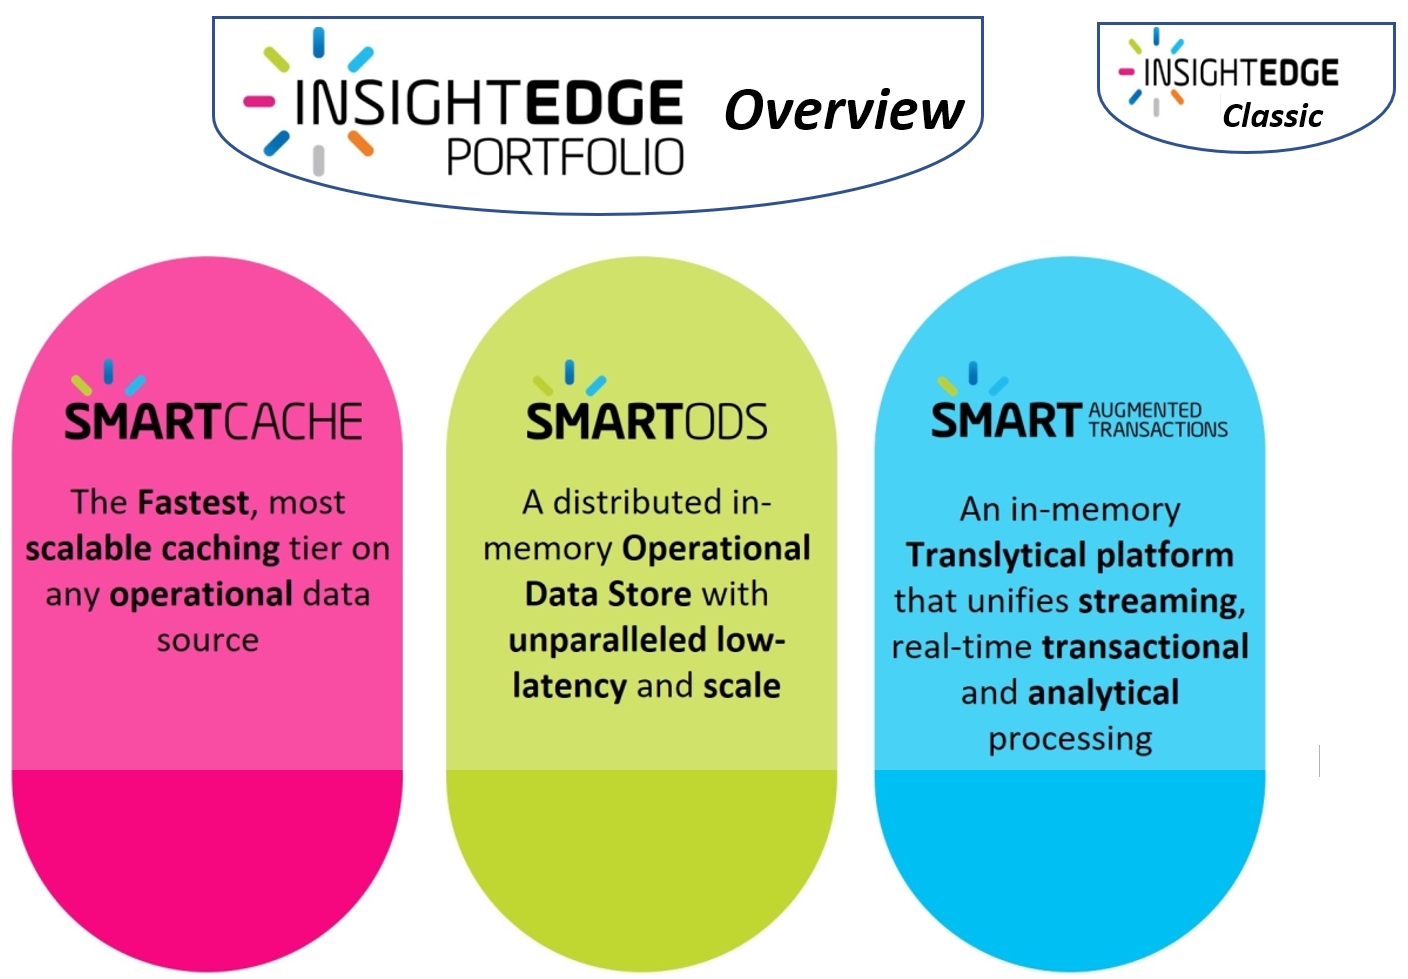 INSIGHTEDGE
PORTFOLIO
Overview
INSIGHTEDGE
Classic
SMARTCACHE
The Fastest, most
scalable caching tier on
any operational data
source
SMARTODS
A distributed in-
memory Operational
Data Store with
unparalleled low-
latency and scale
SMART AUGMENTED
TRANSACTIONS
An in-memory
Translytical platform
that unifies streaming,
real-time transactional
and analytical
processing